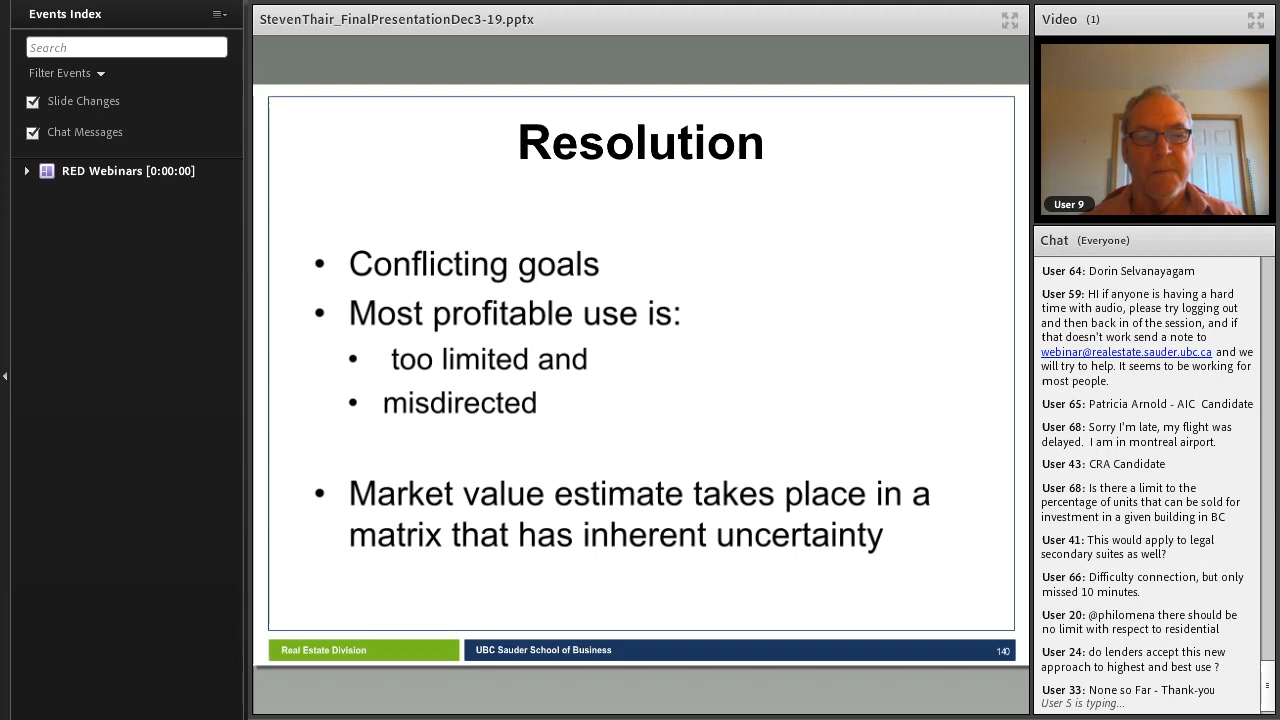 Events Index
Search
Filter Events
Slide Changes
Chat Messages
RED Webinars [0:00:00]
StevenThair_FinalPresentationDec3-19.pptx
Resolution
• Conflicting goals
• Most profitable use is:
• too limited and
• misdirected
• Market value estimate takes place in a
matrix that has inherent uncertainty
Real Estate Division
UBC Sauder School of Business
140
Video (1)
User 9
Chat (Everyone)
User 64: Dorin Selvanayagam
User 59: HI if anyone is having a hard
time with audio, please try logging out
and then back in of the session, and if
that doesn't work send a note to
webinar@realestate.sauder.ubc.ca and we
will try to help. It seems to be working for
most people.
User 65: Patricia Arnold - AIC Candidate
User 68: Sorry I'm late, my flight was
delayed. I am in montreal airport.
User 43: CRA Candidate
User 68: Is there a limit to the
percentage of units that can be sold for
investment in a given building in BC
User 41: This would apply to legal
secondary suites as well?
User 66: Difficulty connection, but only
missed 10 minutes.
User 20: @philomena there should be
no limit with respect to residential
User 24: do lenders accept this new
approach to highest and best use ?
User 33: None so Far - Thank-you
User 5 is typing...